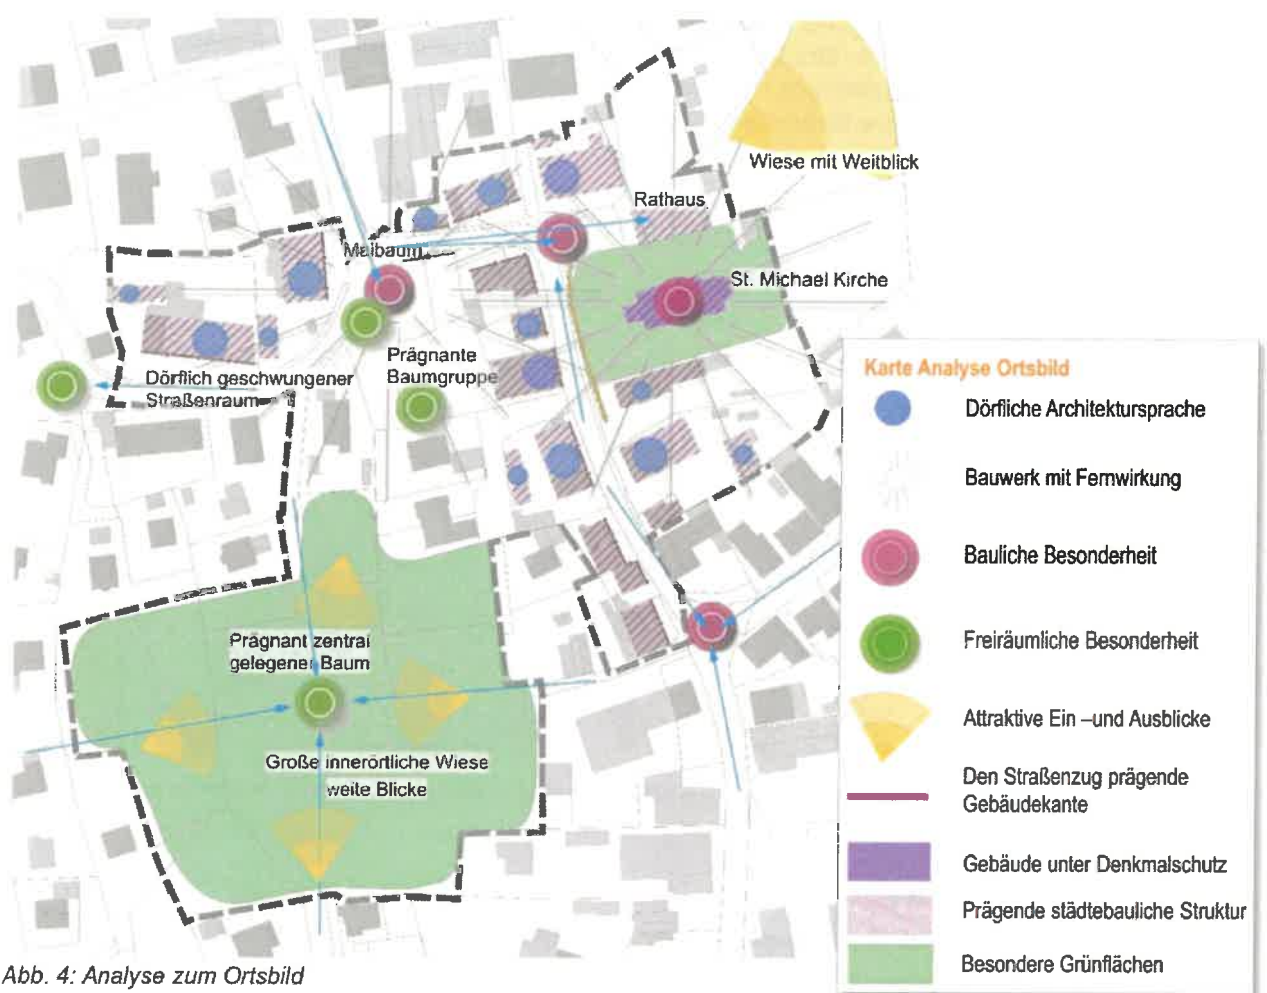 Wiese mit Weitblick
Rathaus
Maibaum
St. Michael Kirche
Prägnante
Baumgruppe
Dörflich geschwungener
Straßenraum
Prägnant zentral
gelegener Baum
Große innerörtliche Wiese
weite Blicke
Karte Analyse Ortsbild
Dörfliche Architektursprache
Bauwerk mit Fernwirkung
Bauliche Besonderheit
Freiräumliche Besonderheit
Attraktive Ein –und Ausblicke
Den Straßenzug prägende
Gebäudekante
Gebäude unter Denkmalschutz
Prägende städtebauliche Struktur
Besondere Grünflächen
Abb. 4: Analyse zum Ortsbild